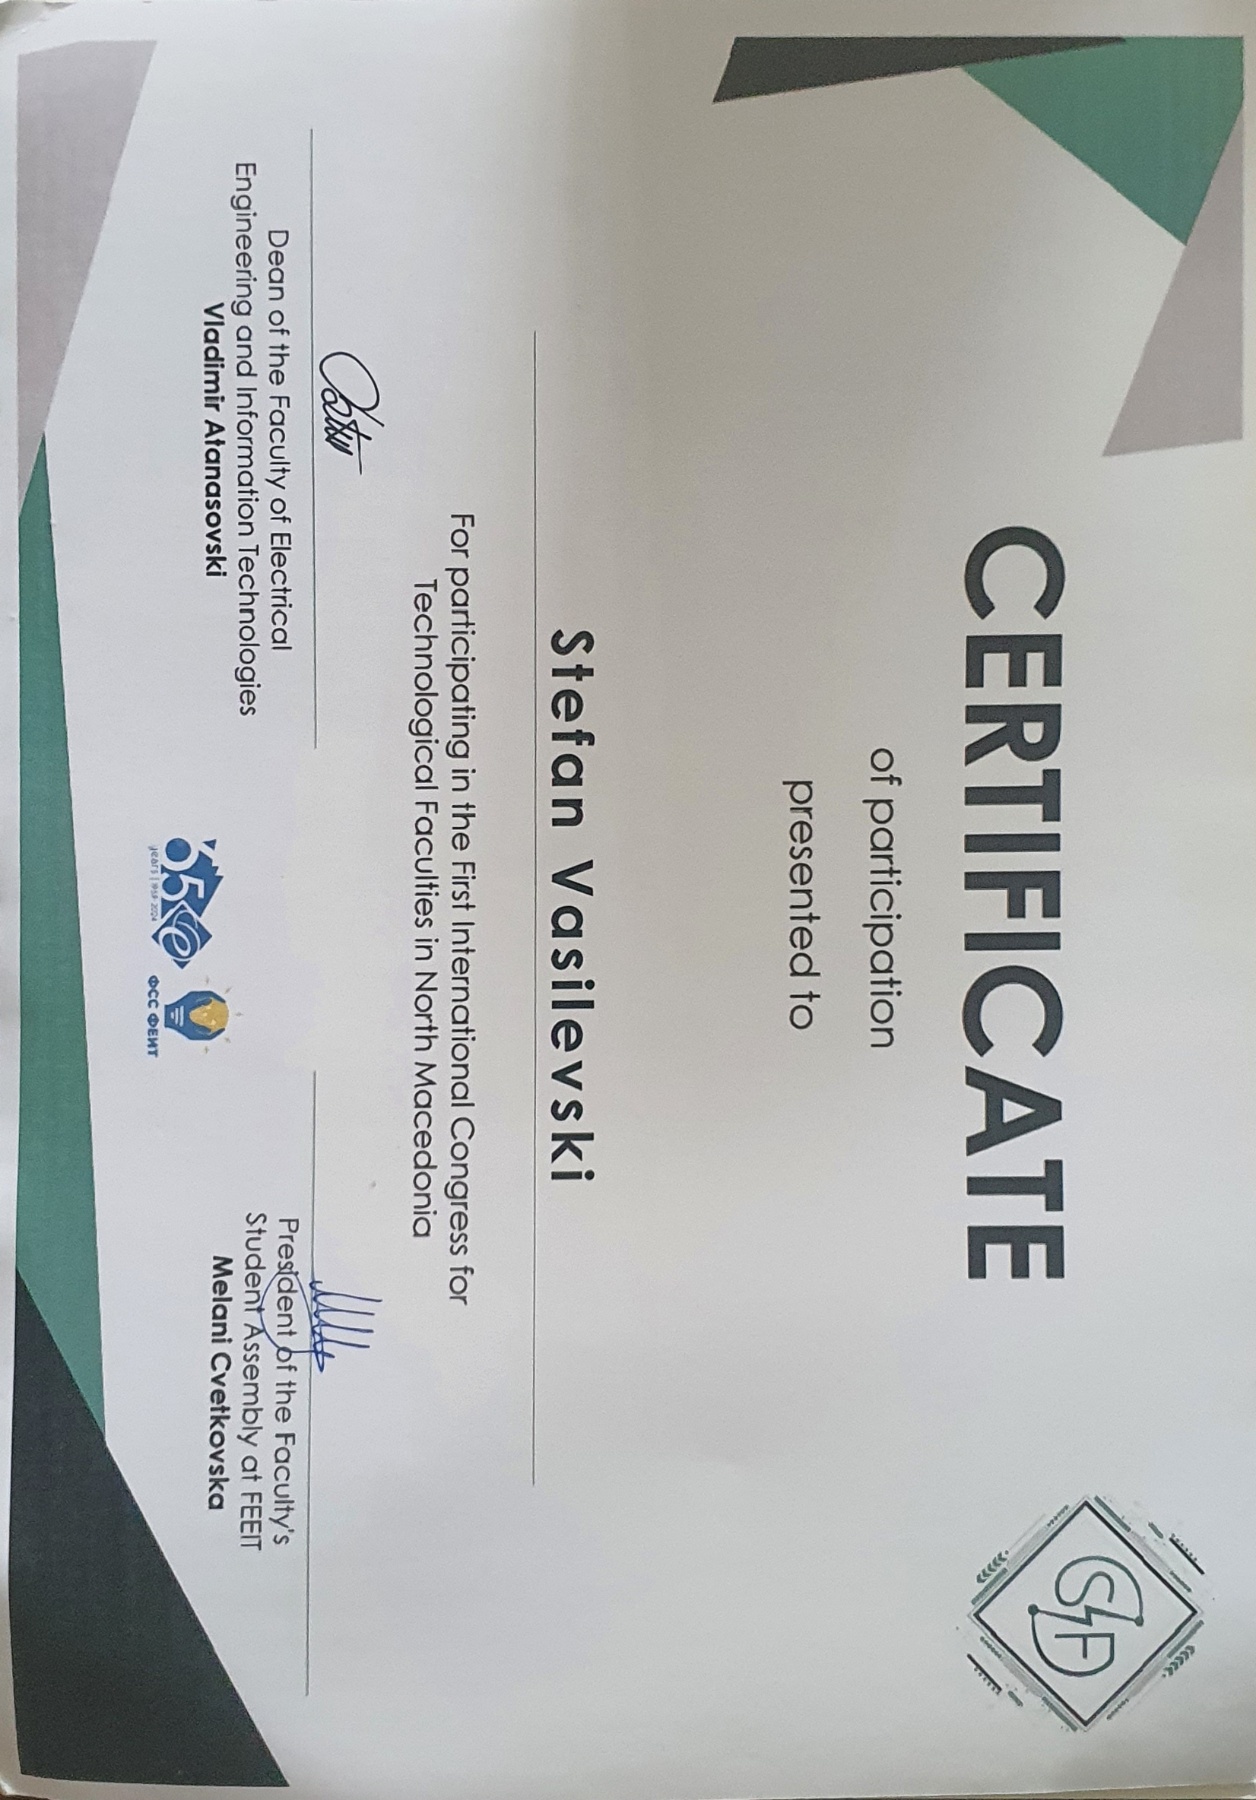 CERTIFICATE
of participation
presented to
Stefan Vasilevski
For participating in the First International Congress for
Technological Faculties in North Macedonia
Dean of the Faculty of Electrical
Engineering and Information Technologies
Vladimir Atanasovski
65
years | 1959-2024
ФСС ФЕИТ
President of the Faculty's
Student Assembly at FEEIT
Melani Cvetkovska